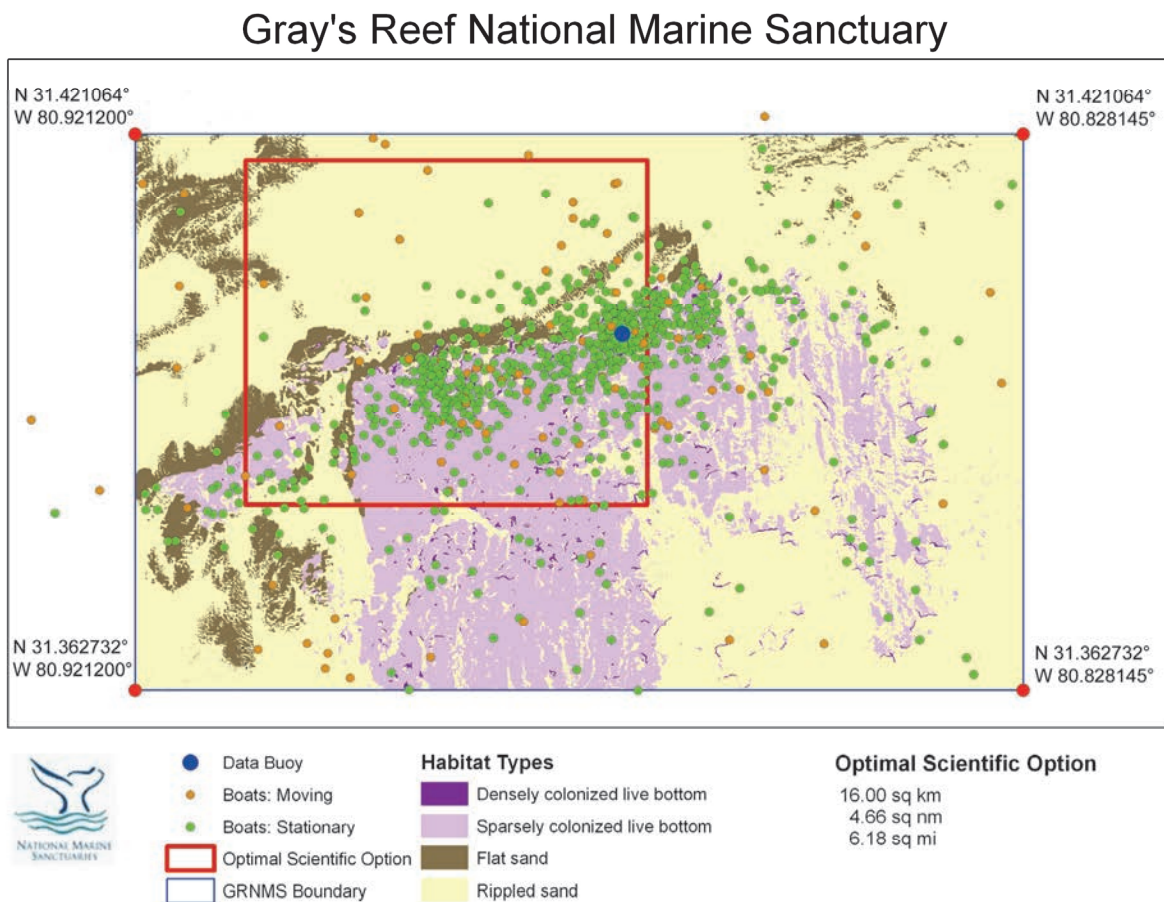 Gray's Reef National Marine Sanctuary
N 31.421064°
W 80.921200°
N 31.421064°
W 80.828145°
N 31.362732°
W 80.921200°
N 31.362732°
W 80.828145°
NATIONAL MARINE
SANCTUARIES
Data Buoy
Boats: Moving
Boats: Stationary
Optimal Scientific Option
GRNMS Boundary
Habitat Types
Densely colonized live bottom
Sparsely colonized live bottom
Flat sand
Rippled sand
Optimal Scientific Option
16.00 sq km
4.66 sq nm
6.18 sq mi